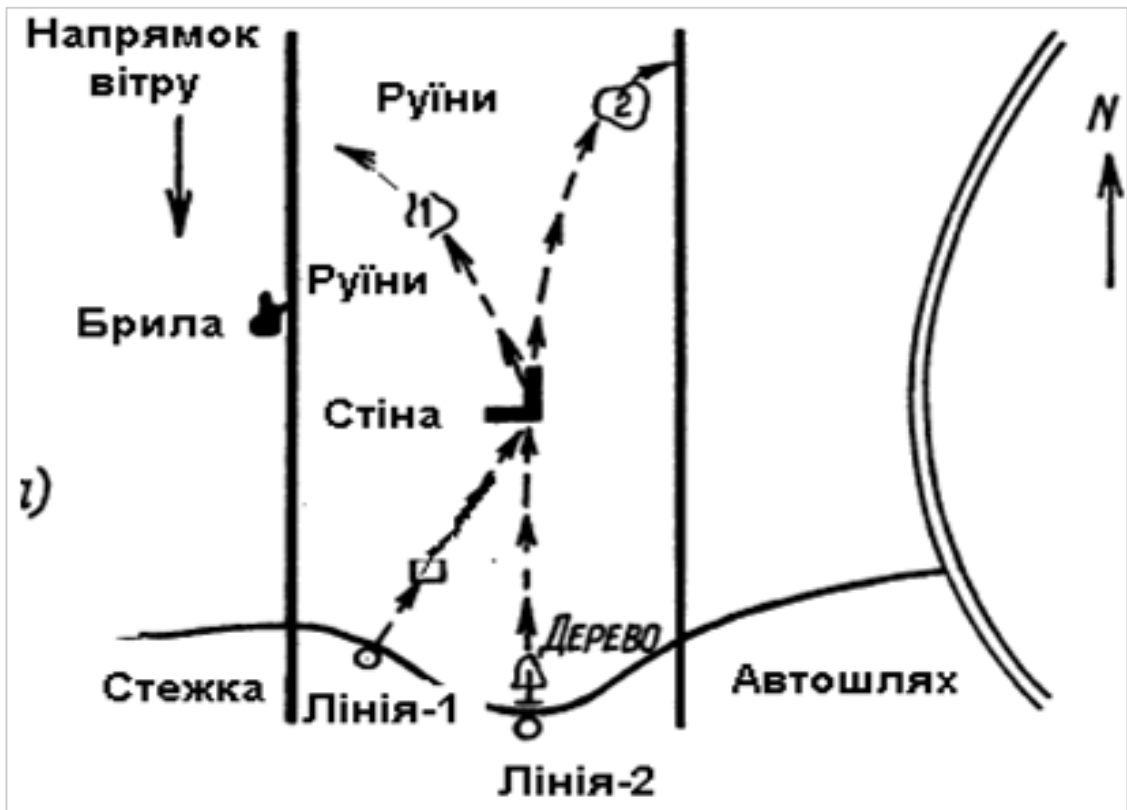 Напрямок
вітру
Руїни
2
N
1
Руїни
Брила
Стіна
ДЕРЕВО
Стежка
Лінія-1
Автошлях
Лінія-2